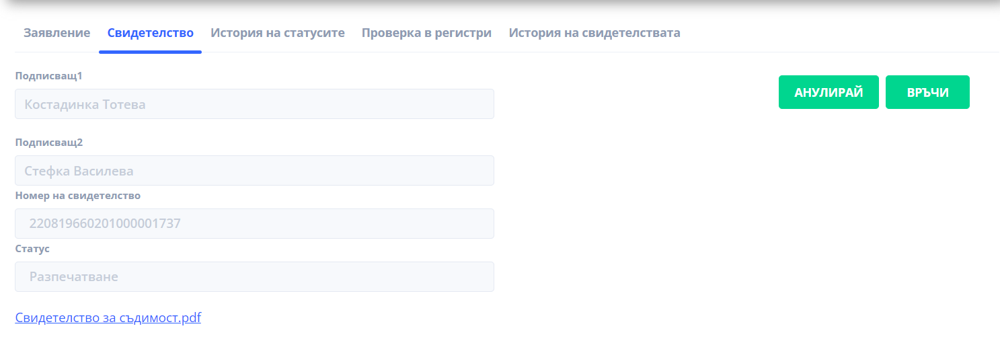 Заявление Свидетелство История на статусите Проверка в регистри История на свидетелствата
Подписващ1
Костадинка Тотева
АНУЛИРАЙ ВРЪЧИ
Подписващ2
Стефка Василева
Номер на свидетелство
220819660201000001737
Статус
Разпечатване
Свидетелство за съдимост.pdf